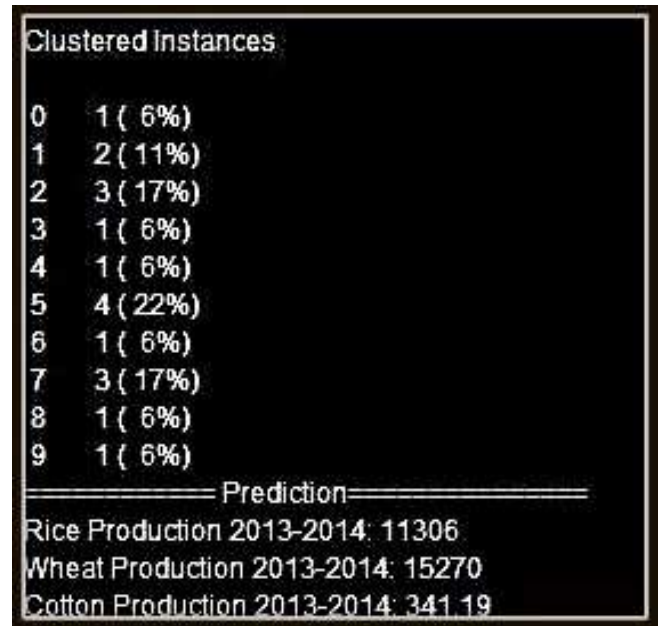 Clustered Instances
0 1 ( 6%)
1 2 ( 11%)
2 3 ( 17%)
3 1 ( 6%)
4 1 ( 6%)
5 4 ( 22%)
6 1 ( 6%)
7 3 ( 17%)
8 1 ( 6%)
9 1 ( 6%)
============ Prediction===============
Rice Production 2013-2014: 11306
Wheat Production 2013-2014: 15270
Cotton Production 2013-2014: 341.19